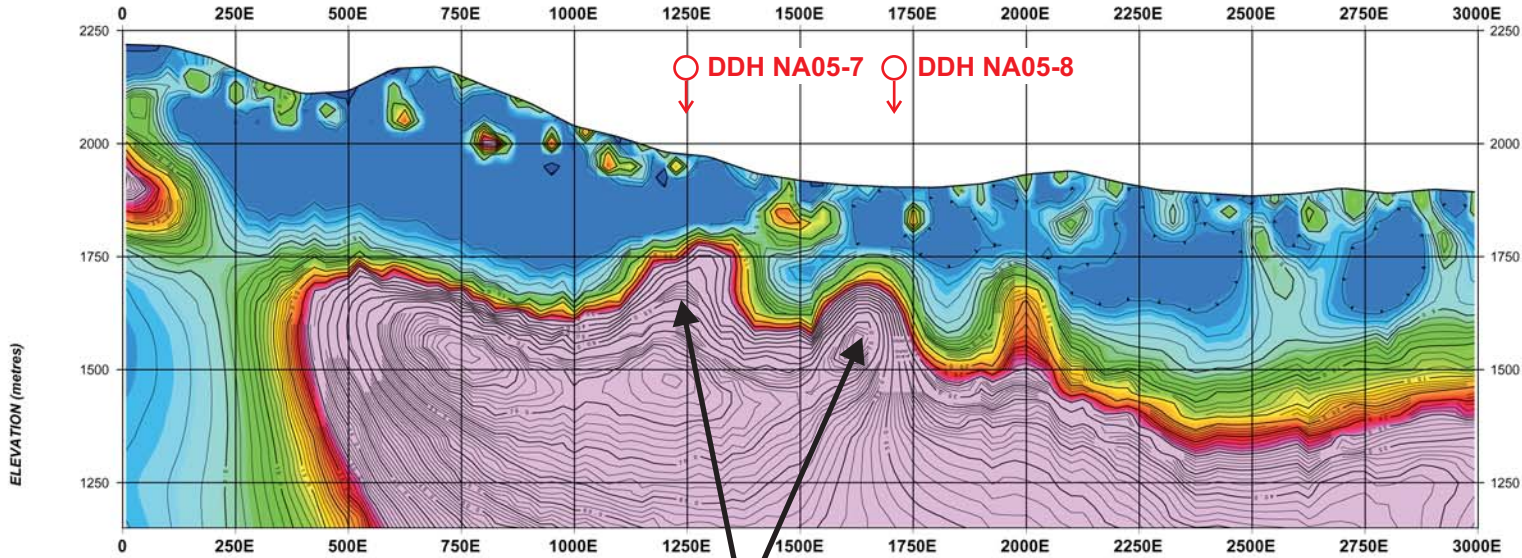 0 250E 500E 750E 1000E 1250E 1500E 1750E 2000E 2250E 2500E 2750E 3000E
2250 2250
DDH NA05-7 DDH NA05-8
2000 2000
1750 1750
1500 1500
1250 1250
ELEVATION (metres)
0 250E 500E 750E 1000E 1250E 1500E 1750E 2000E 2250E 2500E 2750E 3000E